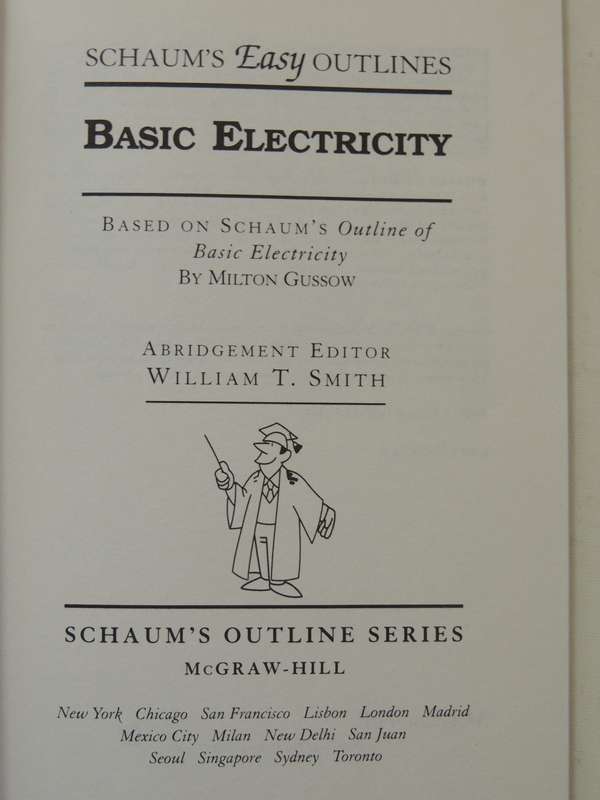 SCHAUM'S Easy OUTLINES
BASIC ELECTRICITY
BASED ON SCHAUM'S Outline of
Basic Electricity
BY MILTON GUSSOW
ABRIDGEMENT EDITOR
WILLIAM T. SMITH
SCHAUM'S OUTLINE SERIES
McGRAW-HILL
New York Chicago San Francisco Lisbon London Madrid
Mexico City Milan New Delhi San Juan
Seoul Singapore Sydney Toronto